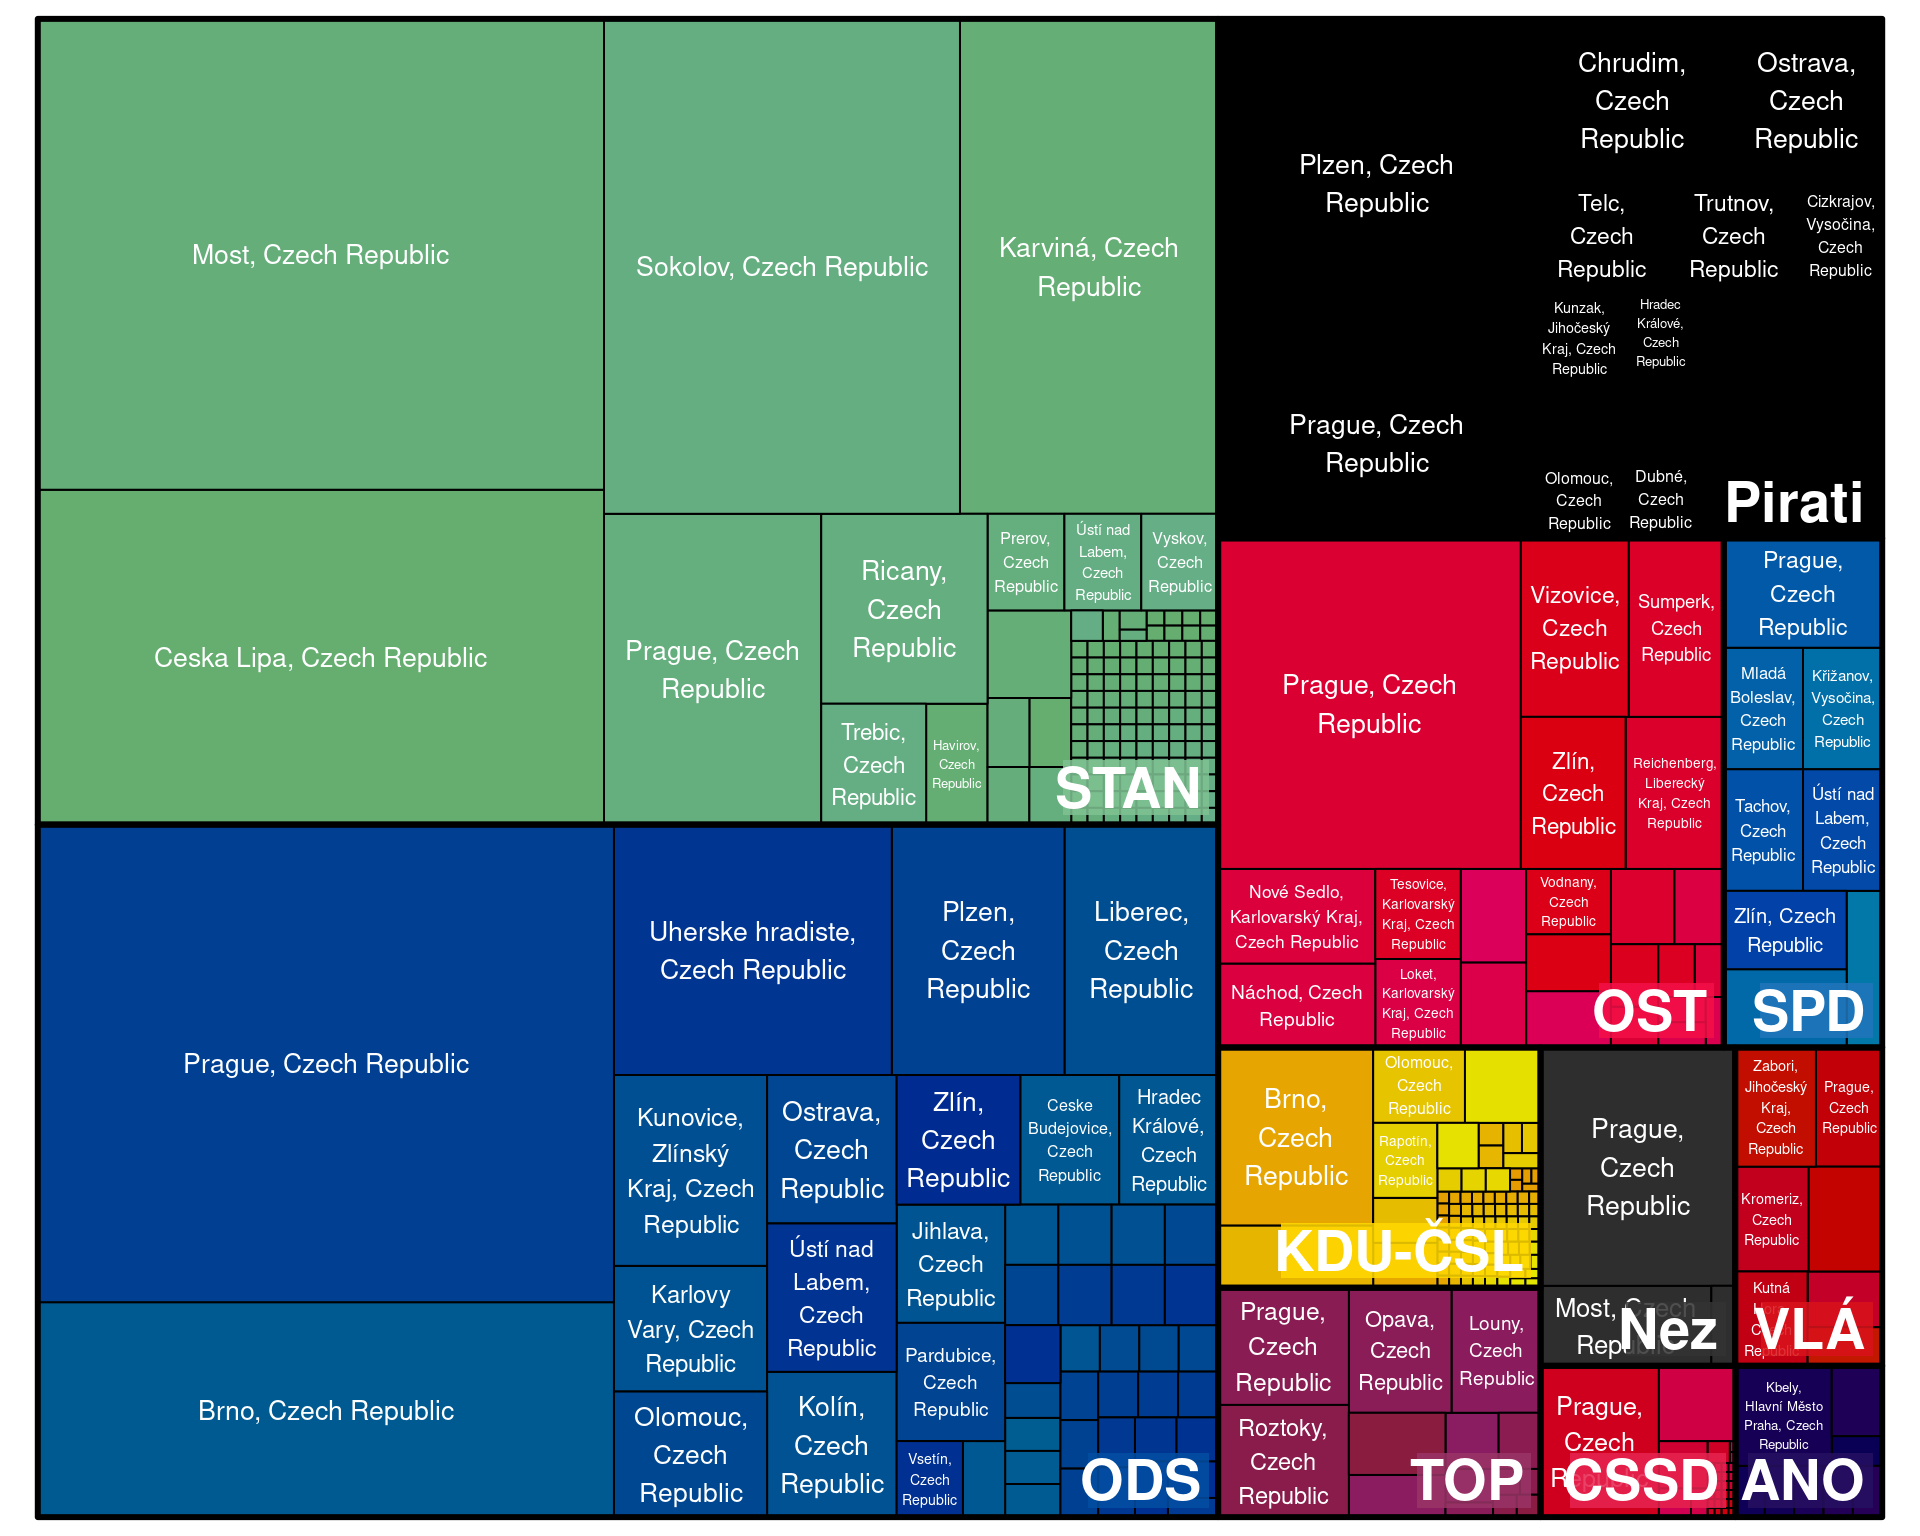 Most, Czech Republic
Ceska Lipa, Czech Republic
Sokolov, Czech Republic
Karviná, Czech
Republic
Prague, Czech
Republic
Ricany,
Czech
Republic
Trebic,
Czech
Republic
Havirov,
Czech
Republic
Prerov,
Czech
Republic
Ústí nad
Labem,
Czech
Republic
Vyskov,
Czech
Republic
STAN
Prague, Czech Republic
Brno, Czech Republic
Uherske hradiste,
Czech Republic
Plzen,
Czech
Republic
Liberec,
Czech
Republic
Kunovice,
Zlínský
Kraj, Czech
Republic
Karlovy
Vary, Czech
Republic
Olomouc,
Czech
Republic
Ostrava,
Czech
Republic
Ústí nad
Labem,
Czech
Republic
Kolín,
Czech
Republic
Zlín,
Czech
Republic
Ceske
Budejovice,
Czech
Republic
Hradec
Králové,
Czech
Republic
Jihlava,
Czech
Republic
Pardubice,
Czech
Republic
Vsetín,
Czech
Republic
ODS
Plzen, Czech
Republic
Prague, Czech
Republic
Chrudim,
Czech
Republic
Ostrava,
Czech
Republic
Telc,
Czech
Republic
Trutnov,
Czech
Republic
Cizkrajov,
Vysočina,
Czech
Republic
Kunzak,
Jihočeský
Kraj, Czech
Republic
Hradec
Králové,
Czech
Republic
Olomouc,
Czech
Republic
Dubné,
Czech
Republic
Pirati
Prague, Czech
Republic
Vizovice,
Czech
Republic
Sumperk,
Czech
Republic
Zlín,
Czech
Republic
Reichenberg,
Liberecký
Kraj, Czech
Republic
Nové Sedlo,
Karlovarský Kraj,
Czech Republic
Náchod, Czech
Republic
Tesovice,
Karlovarský
Kraj, Czech
Republic
Loket,
Karlovarský
Kraj, Czech
Republic
Vodnany,
Czech
Republic
OST
Prague,
Czech
Republic
Mladá
Boleslav,
Czech
Republic
Křižanov,
Vysočina,
Czech
Republic
Tachov,
Czech
Republic
Ústí nad
Labem,
Czech
Republic
Zlín, Czech
Republic
SPD
Brno,
Czech
Republic
Olomouc,
Czech
Republic
Rapotín,
Czech
Republic
KDU-ČSL
Prague,
Czech
Republic
Roztoky,
Czech
Republic
Opava,
Czech
Republic
Louny,
Czech
Republic
TOP
Prague,
Czech
Republic
Most, Czech
Republic
Nez
Zabori,
Jihočeský
Kraj,
Czech
Republic
Prague,
Czech
Republic
Kromeriz,
Czech
Republic
Kutná
Hora,
Czech
Republic
VLÁ
Prague,
Czech
Republic
CSSD
Kbely,
Hlavní Město
Praha, Czech
Republic
ANO